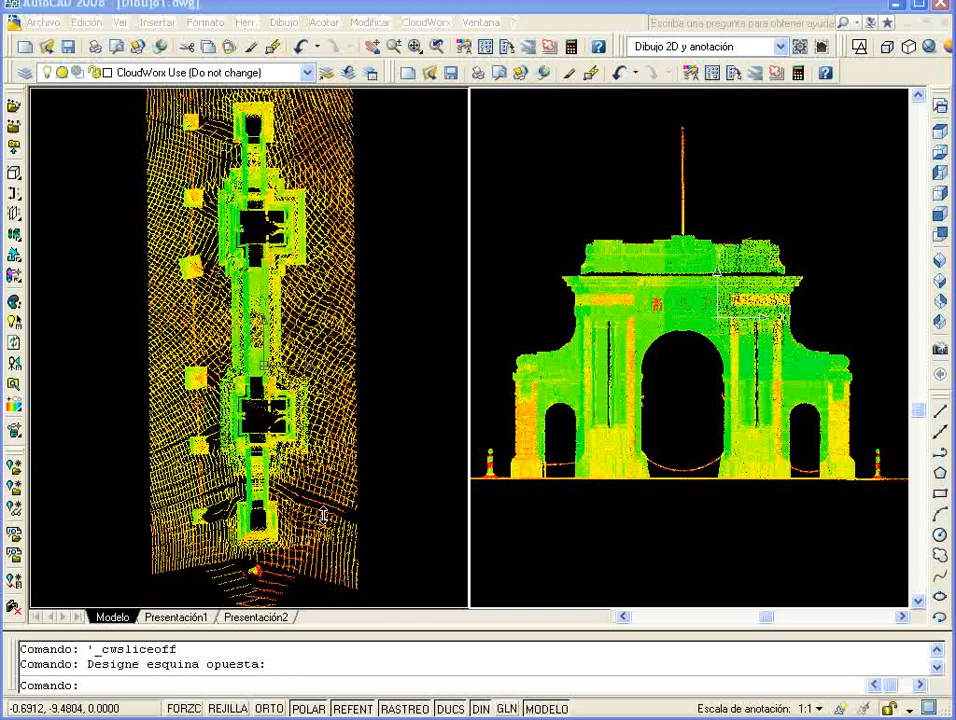 AutoCAD 2008 - [Dibujo1.dwg]
Archivo Edición Ver Insertar Formato Herr. Dibujo Acotar Modificar CloudWorx Ventana ? Escriba una pregunta para obtener ayuda
Dibujo 2D y anotación
CloudWorx Use (Do not change)
Modelo Presentación1 Presentación2
Comando: '_cwsliceoff
Comando: Designe esquina opuesta:
Comando:
-0.6912, -9.4804, 0.0000 FORZC REJILLA ORTO POLAR REFENT RASTREO DUCS DIN GLN MODELO Escala de anotación: 1:1